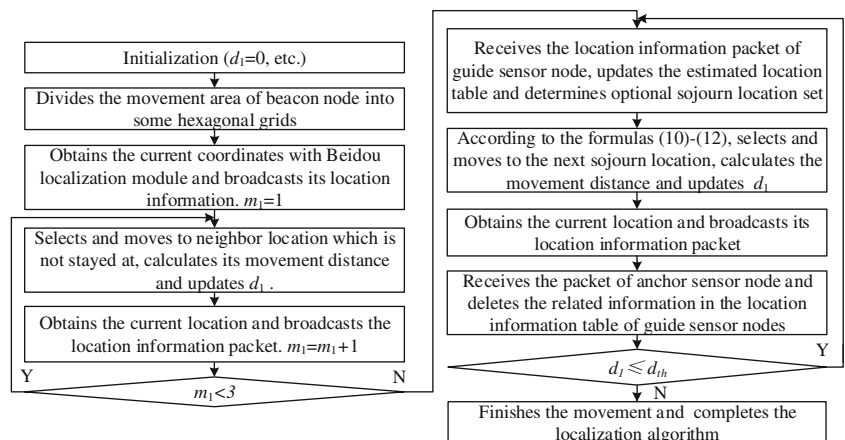 Initialization (d1=0, etc.)
Divides the movement area of beacon node into
some hexagonal grids
Obtains the current coordinates with Beidou
localization module and broadcasts its location
information. m1=1
Selects and moves to neighbor location which is
not stayed at, calculates its movement distance
and updates d1 .
Obtains the current location and broadcasts the
location information packet. m1=m1+1
Y
m1<3
N
Receives the location information packet of
guide sensor node, updates the estimated location
table and determines optional sojourn location set
According to the formulas (10)-(12), selects and
moves to the next sojourn location, calculates the
movement distance and updates d1
Obtains the current location and broadcasts its
location information packet
Receives the packet of anchor sensor node and
deletes the related information in the location
information table of guide sensor nodes
Y
d1≤dth
N
Finishes the movement and completes the
localization algorithm